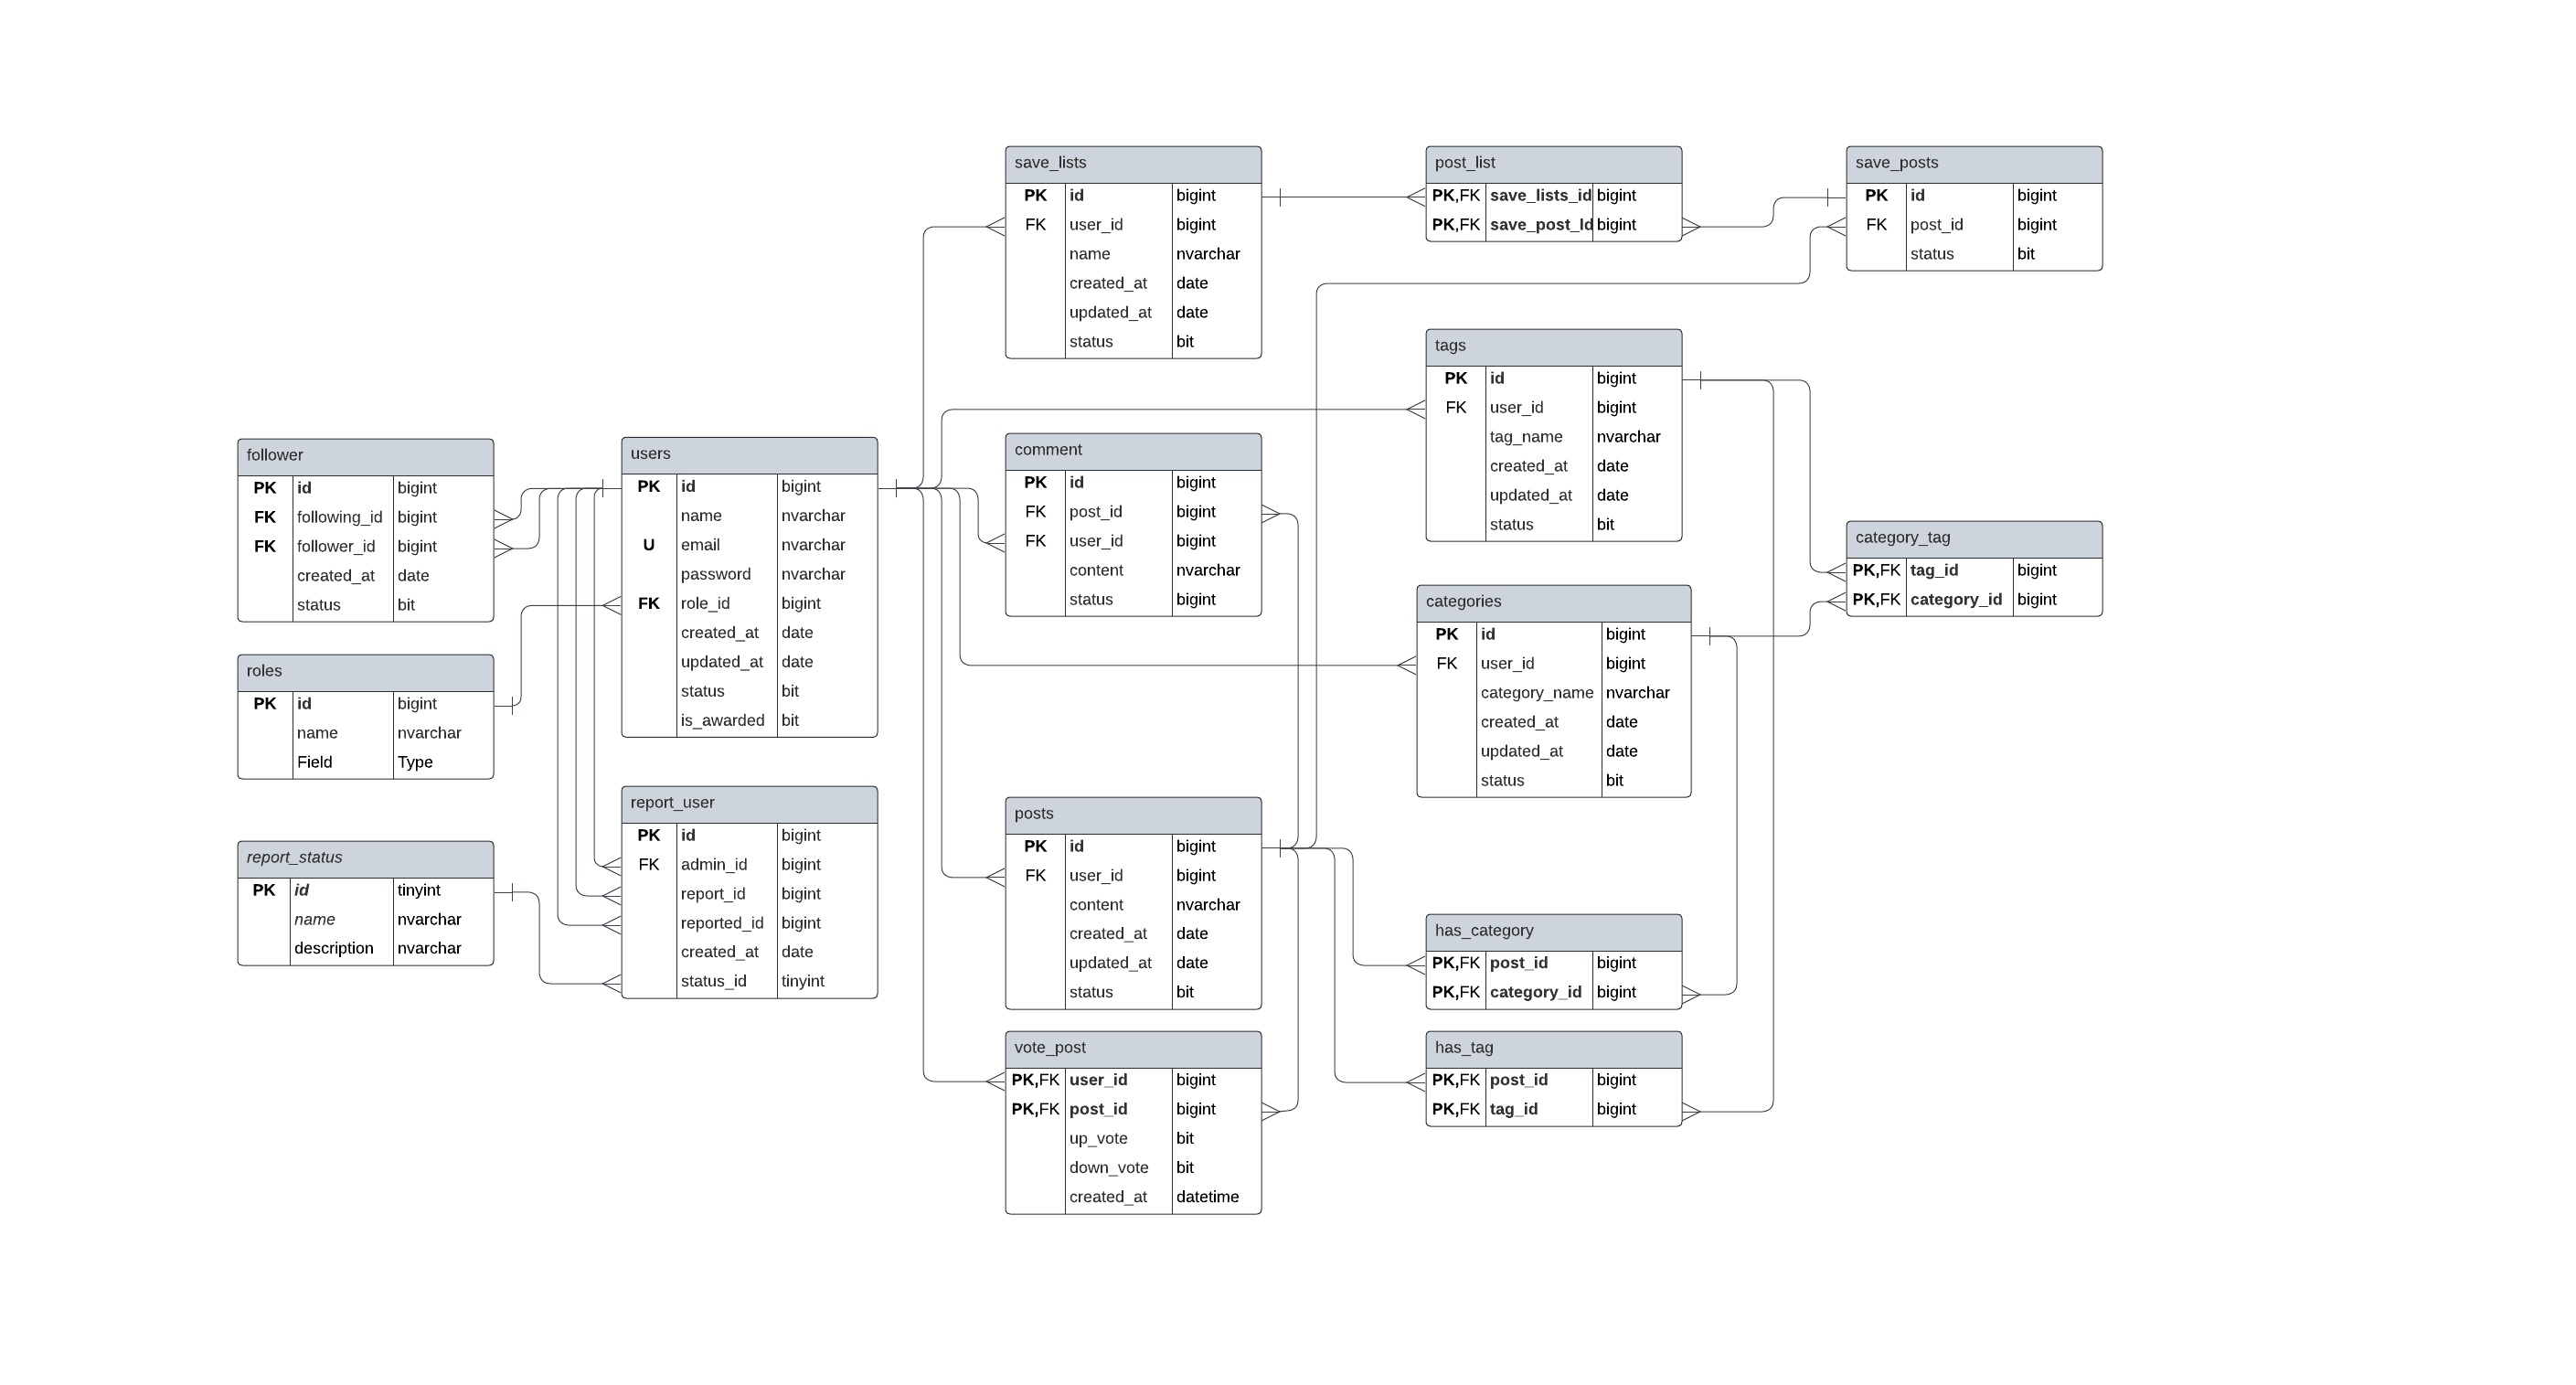 save_lists
PK id bigint
FK user_id bigint
name nvarchar
created_at date
updated_at date
status bit
post_list
PK,FK save_lists_id bigint
PK,FK save_post_Id bigint
save_posts
PK id bigint
FK post_id bigint
status bit
tags
PK id bigint
FK user_id bigint
tag_name nvarchar
created_at date
updated_at date
status bit
follower
PK id bigint
FK following_id bigint
FK follower_id bigint
created_at date
status bit
users
PK id bigint
name nvarchar
U email nvarchar
password nvarchar
FK role_id bigint
created_at date
updated_at date
status bit
is_awarded bit
comment
PK id bigint
FK post_id bigint
FK user_id bigint
content nvarchar
status bigint
category_tag
PK,FK tag_id bigint
PK,FK category_id bigint
categories
PK id bigint
FK user_id bigint
category_name nvarchar
created_at date
updated_at date
status bit
roles
PK id bigint
name nvarchar
Field Type
report_user
PK id bigint
FK admin_id bigint
report_id bigint
reported_id bigint
created_at date
status_id tinyint
posts
PK id bigint
FK user_id bigint
content nvarchar
created_at date
updated_at date
status bit
report_status
PK id tinyint
name nvarchar
description nvarchar
has_category
PK,FK post_id bigint
PK,FK category_id bigint
vote_post
PK,FK user_id bigint
PK,FK post_id bigint
up_vote bit
down_vote bit
created_at datetime
has_tag
PK,FK post_id bigint
PK,FK tag_id bigint